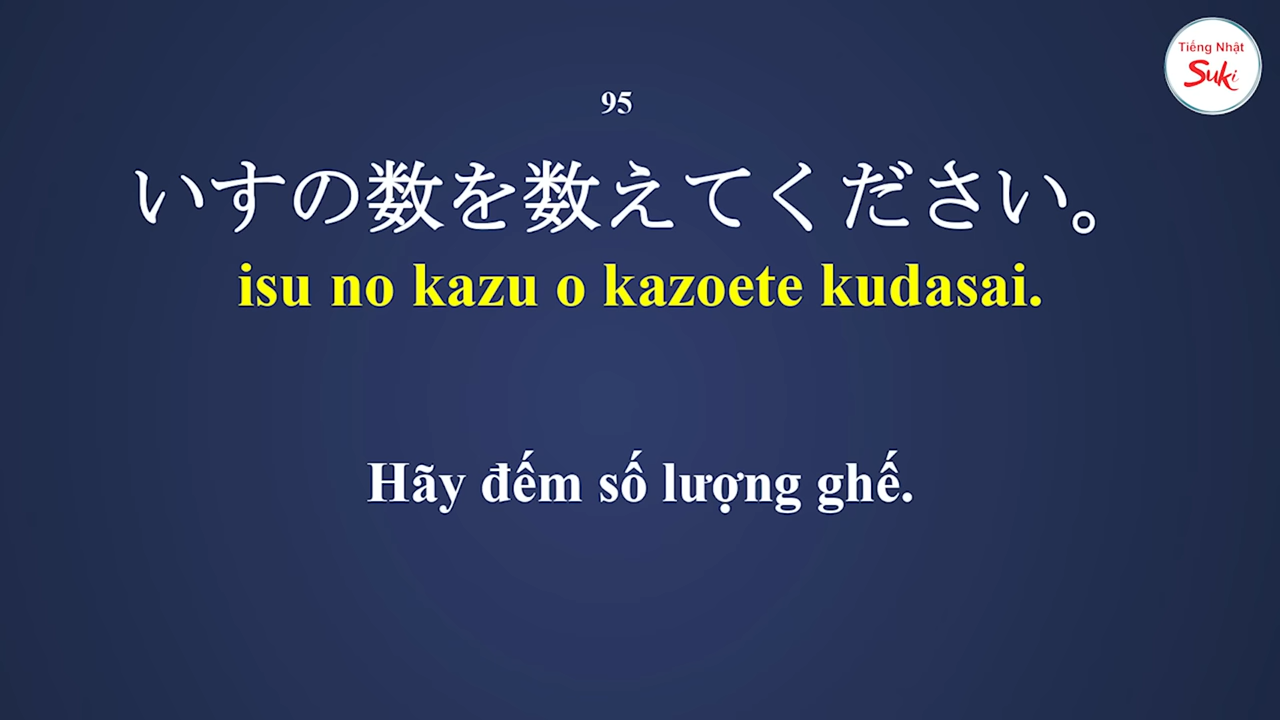 Tiếng Nhật
Suki
95
いすの数を数えてください。
isu no kazu o kazoete kudasai.
Hãy đếm số lượng ghế.